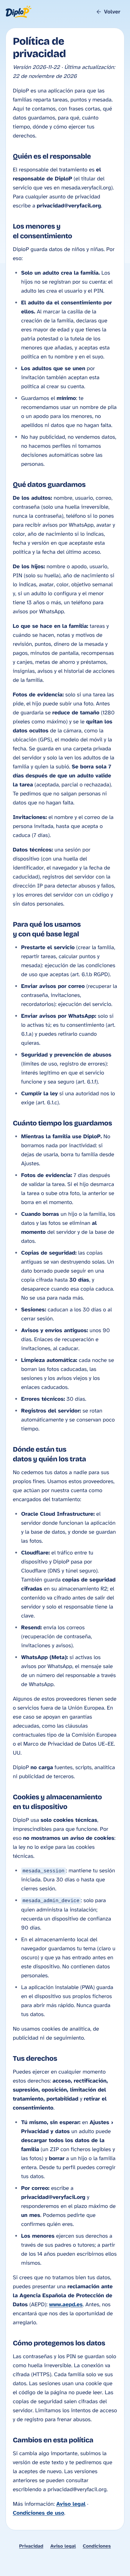 DiploP
← Volver
Política de
privacidad
Versión 2026-11-22 · Última actualización:
22 de noviembre de 2026
DiploP es una aplicación para que las
familias reparta tareas, puntos y mesada.
Aquí te contamos, con frases cortas, qué
datos guardamos, para qué, cuánto
tiempo, dónde y cómo ejercer tus
derechos.
Quién es el responsable
El responsable del tratamiento es el
responsable de DiploP (el titular del
servicio que ves en mesada.veryfacil.org).
Para cualquier asunto de privacidad
escribe a privacidad@veryfacil.org.
Los menores y
el consentimiento
DiploP guarda datos de niños y niñas. Por
eso:
• Solo un adulto crea la familia. Los
hijos no se registran por su cuenta: un
adulto les crea el usuario y el PIN.
• El adulto da el consentimiento por
ellos. Al marcar la casilla de la
creación de la familia, declaras que
eres mayor de edad y que tienes la
patria potestad o la tutela de los
menores que añades, y aceptas esta
política en tu nombre y en el suyo.
• Los adultos que se unen por
invitación también aceptan esta
política al crear su cuenta.
• Guardamos el mínimo: te
recomendamos usar un nombre de pila
o un apodo para los menores, no
apellidos ni datos que no hagan falta.
• No hay publicidad, no vendemos datos,
no hacemos perfiles ni tomamos
decisiones automáticas sobre las
personas.
Qué datos guardamos
De los adultos: nombre, usuario, correo,
contraseña (solo una huella irreversible,
nunca la contraseña), teléfono si lo pones
para recibir avisos por WhatsApp, avatar y
color, año de nacimiento si lo indicas,
fecha y versión en que aceptaste esta
política y la fecha del último acceso.
De los hijos: nombre o apodo, usuario,
PIN (solo su huella), año de nacimiento si
lo indicas, avatar, color, objetivo semanal
y, si un adulto lo configura y el menor
tiene 13 años o más, un teléfono para
avisos por WhatsApp.
Lo que se hace en la familia: tareas y
cuándo se hacen, notas y motivos de
revisión, puntos, dinero de la mesada y
pagos, minutos de pantalla, recompensas
y canjes, metas de ahorro y préstamos,
insignias, avisos y el historial de acciones
de la familia.
Fotos de evidencia: solo si una tarea las
pide, el hijo puede subir una foto. Antes
de guardarla se reduce de tamaño (1280
píxeles como máximo) y se le quitan los
datos ocultos de la cámara, como la
ubicación (GPS), el modelo del móvil y la
fecha. Se guarda en una carpeta privada
del servidor y solo la ven los adultos de la
familia y quien la subió. Se borra sola 7
días después de que un adulto valide
la tarea (aceptada, parcial o rechazada).
Te pedimos que no salgan personas ni
datos que no hagan falta.
Invitaciones: el nombre y el correo de la
persona invitada, hasta que acepta o
caduca (7 días).
Datos técnicos: una sesión por
dispositivo (con una huella del
identificador, el navegador y la fecha de
caducidad), registros del servidor con la
dirección IP para detectar abusos y fallos,
y los errores del servidor con un código y
sin datos personales.
Para qué los usamos
y con qué base legal
• Prestarte el servicio (crear la familia,
repartir tareas, calcular puntos y
mesada): ejecución de las condiciones
de uso que aceptas (art. 6.1.b RGPD).
• Enviar avisos por correo (recuperar la
contraseña, invitaciones,
recordatorios): ejecución del servicio.
• Enviar avisos por WhatsApp: solo si
lo activas tú; es tu consentimiento (art.
6.1.a) y puedes retirarlo cuando
quieras.
• Seguridad y prevención de abusos
(límites de uso, registro de errores):
interés legítimo en que el servicio
funcione y sea seguro (art. 6.1.f).
• Cumplir la ley si una autoridad nos lo
exige (art. 6.1.c).
Cuánto tiempo los guardamos
• Mientras la familia use DiploP. No
borramos nada por inactividad: si
dejas de usarla, borra tu familia desde
Ajustes.
• Fotos de evidencia: 7 días después
de validar la tarea. Si el hijo demarca
la tarea o sube otra foto, la anterior se
borra en el momento.
• Cuando borras un hijo o la familia, los
datos y las fotos se eliminan al
momento del servidor y de la base de
datos.
• Copias de seguridad: las copias
antiguas se van destruyendo solas. Un
dato borrado puede seguir en una
copia cifrada hasta 30 días, y
desaparece cuando esa copia caduca.
No se usa para nada más.
• Sesiones: caducan a los 30 días o al
cerrar sesión.
• Avisos y envíos antiguos: unos 90
días. Enlaces de recuperación e
invitaciones, al caducar.
• Limpieza automática: cada noche se
borran las fotos caducadas, las
sesiones y los avisos viejos, y los
enlaces caducados.
• Errores técnicos: 30 días.
• Registros del servidor: se rotan
automáticamente y se conservan poco
tiempo.
Dónde están tus
datos y quién los trata
No cedemos tus datos a nadie para sus
propios fines. Usamos estos proveedores,
que actúan por nuestra cuenta como
encargados del tratamiento:
• Oracle Cloud Infrastructure: el
servidor donde funcionan la aplicación
y la base de datos, y donde se guardan
las fotos.
• Cloudflare: el tráfico entre tu
dispositivo y DiploP pasa por
Cloudflare (DNS y túnel seguro).
También guarda copias de seguridad
cifradas en su almacenamiento R2; el
contenido va cifrado antes de salir del
servidor y solo el responsable tiene la
clave.
• Resend: envía los correos
(recuperación de contraseña,
invitaciones y avisos).
• WhatsApp (Meta): si activas los
avisos por WhatsApp, el mensaje sale
de un número del responsable a través
de WhatsApp.
Algunos de estos proveedores tienen sede
o servicios fuera de la Unión Europea. En
ese caso se apoyan en garantías
adecuadas, como las cláusulas
contractuales tipo de la Comisión Europea
o el Marco de Privacidad de Datos UE-EE.
UU.
DiploP no carga fuentes, scripts, analítica
ni publicidad de terceros.
Cookies y almacenamiento
en tu dispositivo
DiploP usa solo cookies técnicas,
imprescindibles para que funcione. Por
eso no mostramos un aviso de cookies:
la ley no lo exige para las cookies
técnicas.
• mesada_session: mantiene tu sesión
iniciada. Dura 30 días o hasta que
cierres sesión.
• mesada_admin_device: solo para
quien administra la instalación;
recuerda un dispositivo de confianza
90 días.
• En el almacenamiento local del
navegador guardamos tu tema (claro u
oscuro) y que ya has entrado antes en
ese dispositivo. No contienen datos
personales.
• La aplicación instalable (PWA) guarda
en el dispositivo sus propios ficheros
para abrir más rápido. Nunca guarda
tus datos.
No usamos cookies de analítica, de
publicidad ni de seguimiento.
Tus derechos
Puedes ejercer en cualquier momento
estos derechos: acceso, rectificación,
supresión, oposición, limitación del
tratamiento, portabilidad y retirar el
consentimiento.
• Tú mismo, sin esperar: en Ajustes ›
Privacidad y datos un adulto puede
descargar todos los datos de la
familia (un ZIP con ficheros legibles y
las fotos) y borrar a un hijo o la familia
entera. Desde tu perfil puedes corregir
tus datos.
• Por correo: escribe a
privacidad@veryfacil.org y
responderemos en el plazo máximo de
un mes. Podemos pedirte que
confirmes quién eres.
• Los menores ejercen sus derechos a
través de sus padres o tutores; a partir
de los 14 años pueden escribirnos ellos
mismos.
Si crees que no tratamos bien tus datos,
puedes presentar una reclamación ante
la Agencia Española de Protección de
Datos (AEPD): www.aepd.es. Antes, nos
encantará que nos des la oportunidad de
arreglarlo.
Cómo protegemos los datos
Las contraseñas y los PIN se guardan solo
como huella irreversible. La conexión va
cifrada (HTTPS). Cada familia solo ve sus
datos. Las sesiones usan una cookie que
el código de la página no puede leer. Las
copias de seguridad salen cifradas del
servidor. Limitamos los intentos de acceso
y de registro para frenar abusos.
Cambios en esta política
Si cambia algo importante, subimos la
versión de este texto y te pediremos que
la aceptes de nuevo. Las versiones
anteriores se pueden consultar
escribiendo a privacidad@veryfacil.org.
Más información: Aviso legal ·
Condiciones de uso.
Privacidad Aviso legal Condiciones